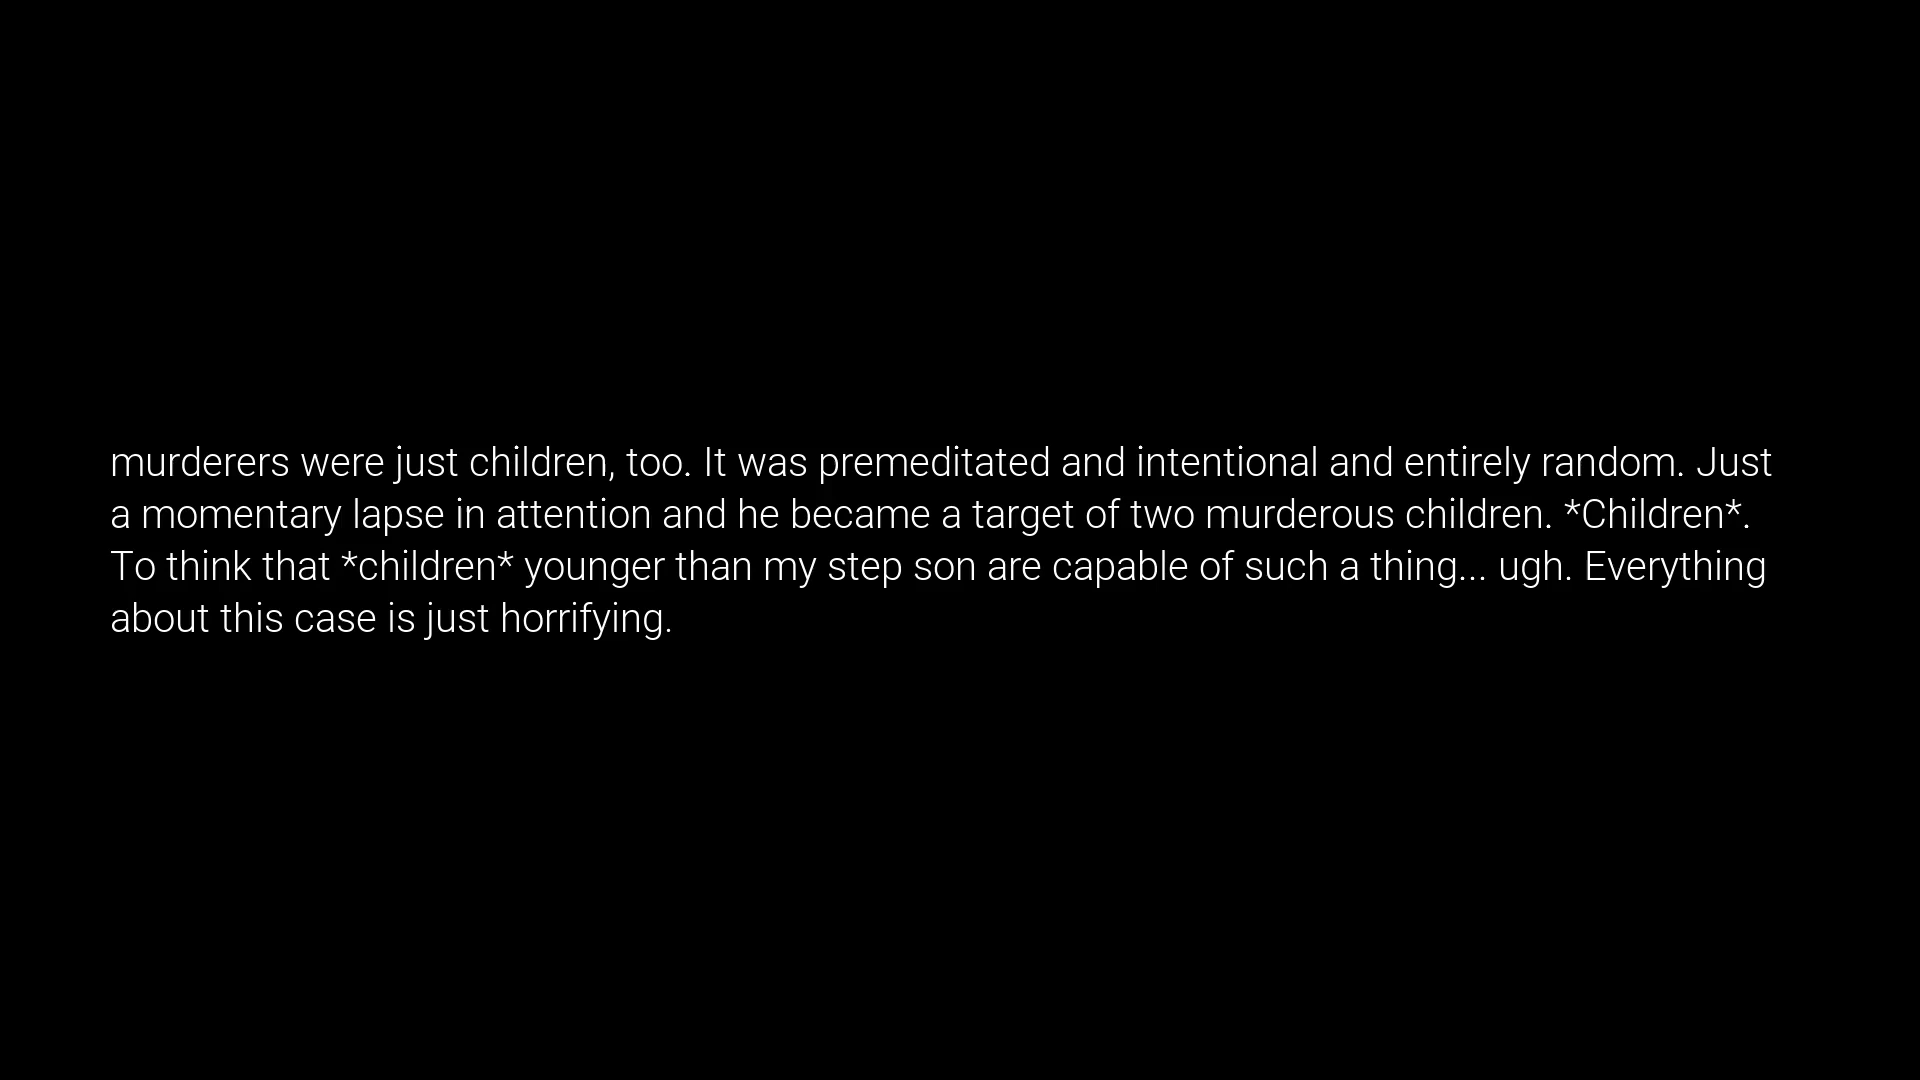 murderers were just children, too. It was premeditated and intentional and entirely random. Just
a momentary lapse in attention and he became a target of two murderous children. *Children*.
To think that *children* younger than my step son are capable of such a thing... ugh. Everything
about this case is just horrifying.